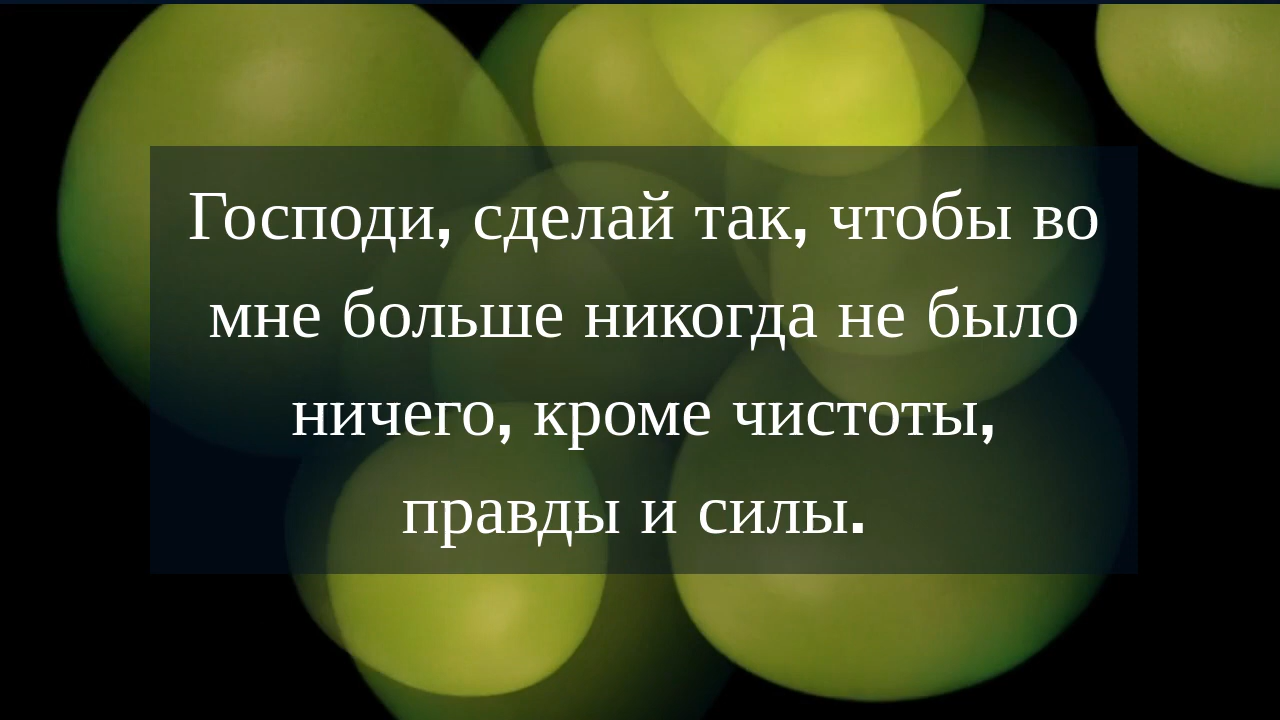 Господи, сделай так, чтобы во
мне больше никогда не было
ничего, кроме чистоты,
правды и силы.